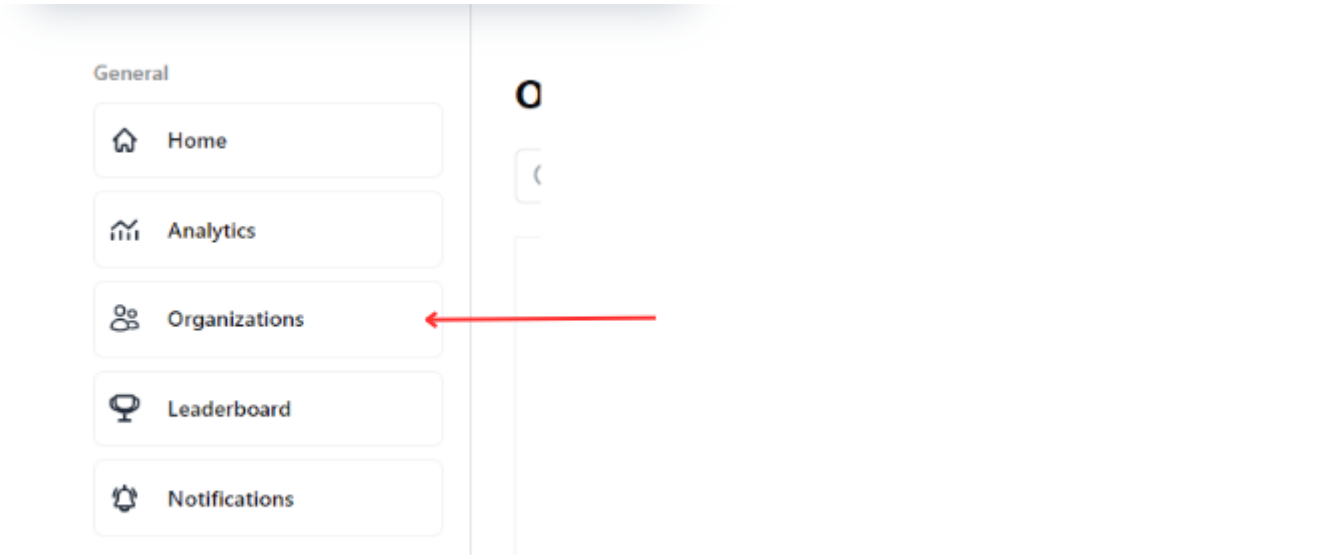 General
Home
Analytics
Organizations
Leaderboard
Notifications